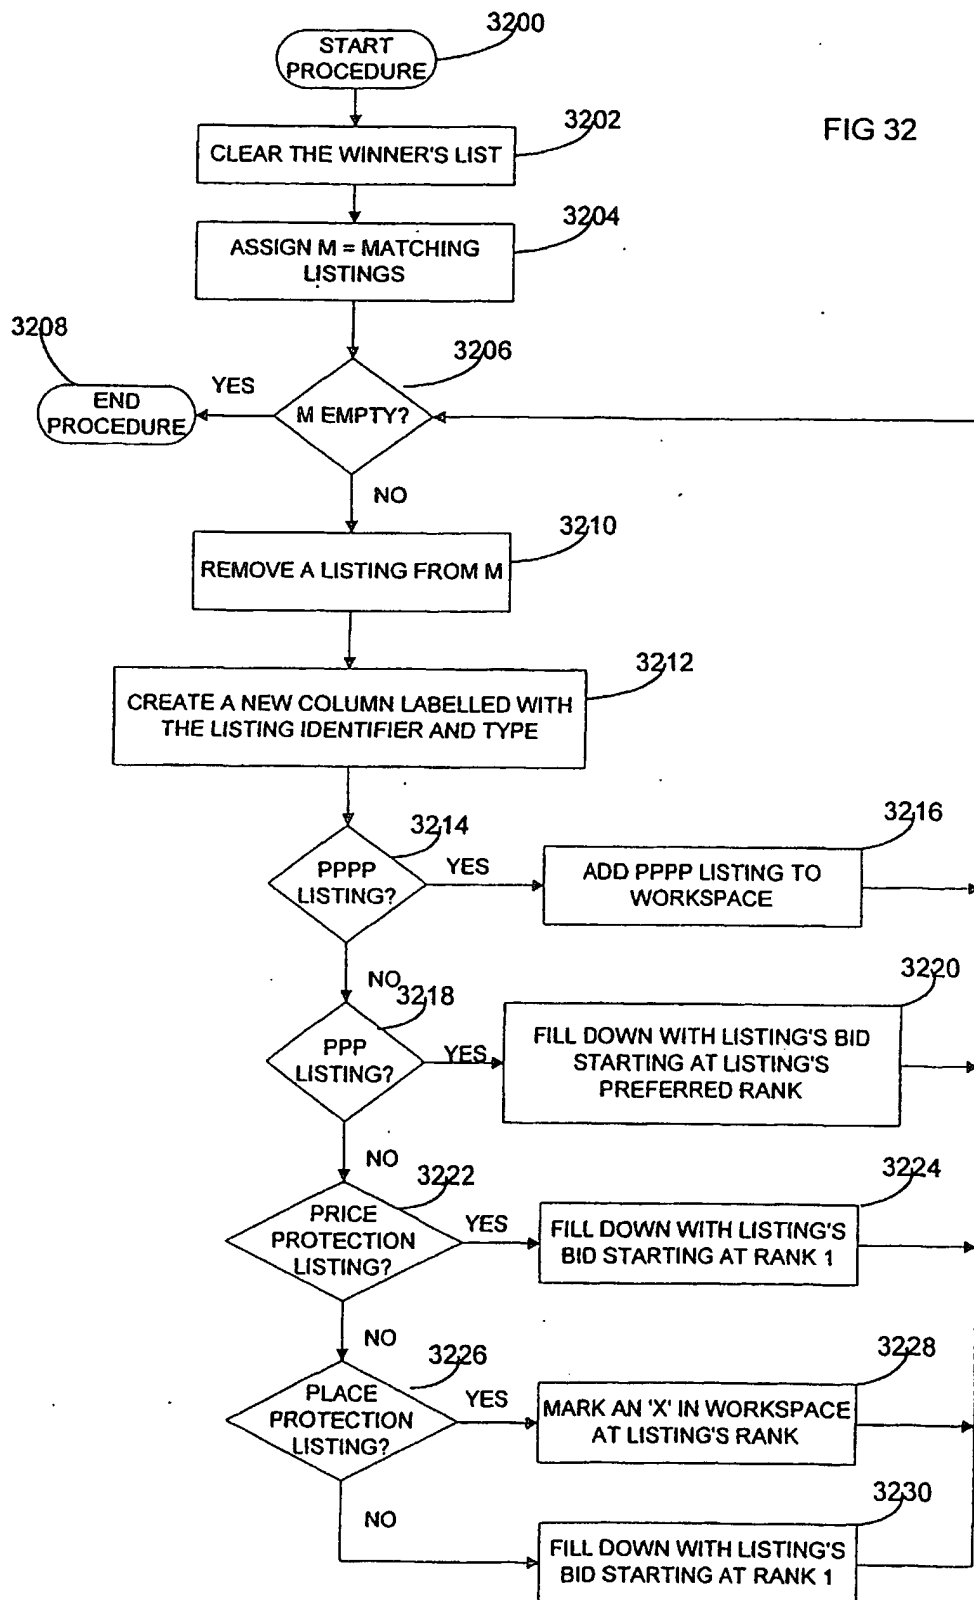 3200
START
PROCEDURE
FIG 32
3202
CLEAR THE WINNER'S LIST
3204
ASSIGN M = MATCHING
LISTINGS
3208
3206
YES
END
PROCEDURE
M EMPTY?
NO
3210
REMOVE A LISTING FROM M
3212
CREATE A NEW COLUMN LABELLED WITH
THE LISTING IDENTIFIER AND TYPE
3214
3216
PPPP
LISTING?
YES
ADD PPPP LISTING TO
WORKSPACE
NO
3218
3220
PPP
LISTING?
YES
FILL DOWN WITH LISTING'S BID
STARTING AT LISTING'S
PREFERRED RANK
NO
3222
3224
PRICE
PROTECTION
LISTING?
YES
FILL DOWN WITH LISTING'S
BID STARTING AT RANK 1
NO
3226
3228
PLACE
PROTECTION
LISTING?
YES
MARK AN 'X' IN WORKSPACE
AT LISTING'S RANK
NO
3230
FILL DOWN WITH LISTING'S
BID STARTING AT RANK 1